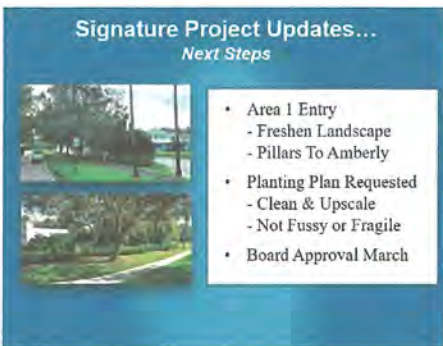 Signature Project Updates…
Next Steps
• Area 1 Entry
- Freshen Landscape
- Pillars To Amberly
• Planting Plan Requested
- Clean & Upscale
- Not Fussy or Fragile
• Board Approval March